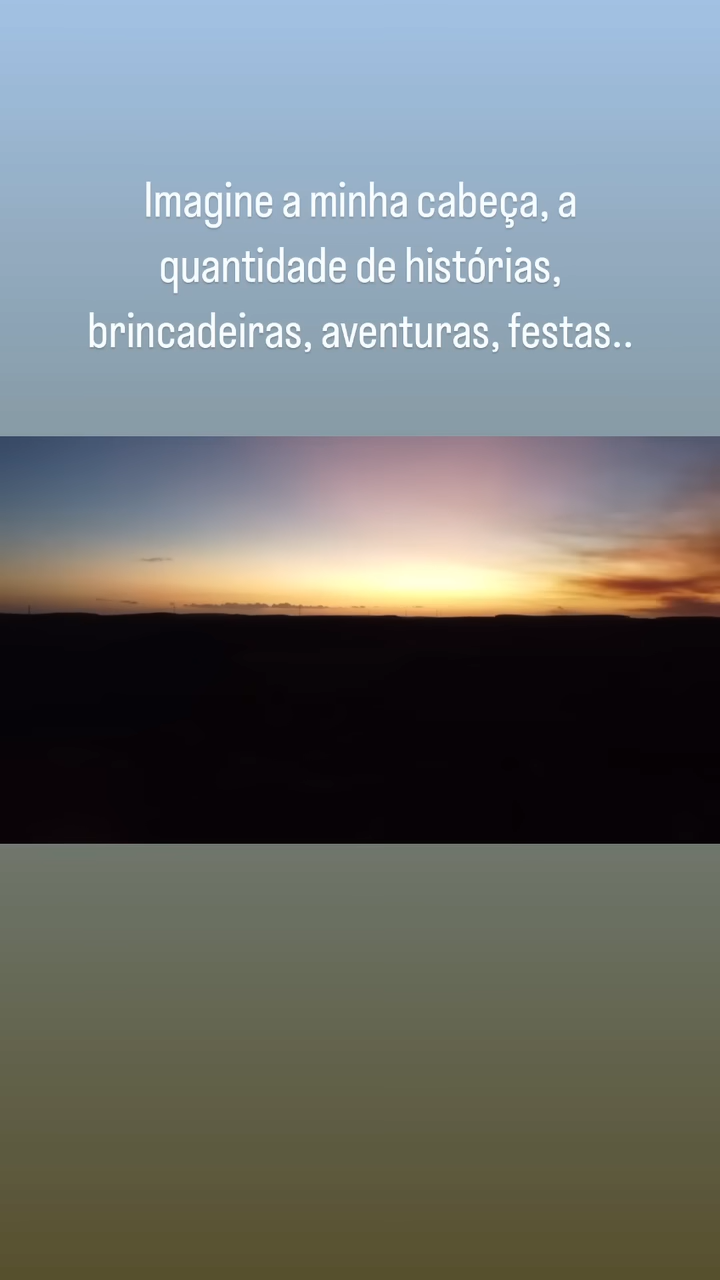 Imagine a minha cabeça, a
quantidade de histórias,
brincadeiras, aventuras, festas..